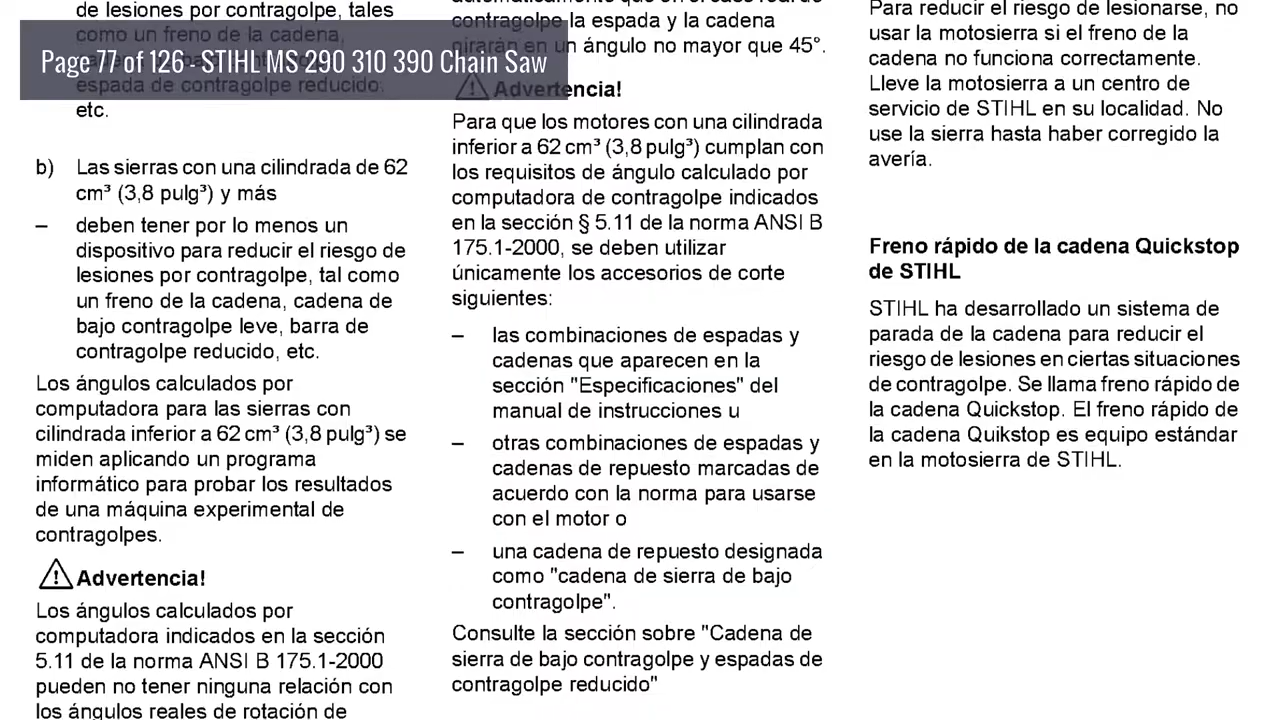 de lesiones por contragolpe, tales
como un freno de la cadena,
espada de contragolpe reducido.
etc.
b) Las sierras con una cilindrada de 62
cm³ (3,8 pulg³) y más
– deben tener por lo menos un
dispositivo para reducir el riesgo de
lesiones por contragolpe, tal como
un freno de la cadena, cadena de
bajo contragolpe leve, barra de
contragolpe reducido, etc.
Los ángulos calculados por
computadora para las sierras con
cilindrada inferior a 62 cm³ (3,8 pulg³) se
miden aplicando un programa
informático para probar los resultados
de una máquina experimental de
contragolpes.
Advertencia!
Los ángulos calculados por
computadora indicados en la sección
5.11 de la norma ANSI B 175.1-2000
pueden no tener ninguna relación con
los ángulos reales de rotación de
contragolpe la espada y la cadena
girarán en un ángulo no mayor que 45°.
Advertencia!
Para que los motores con una cilindrada
inferior a 62 cm³ (3,8 pulg³) cumplan con
los requisitos de ángulo calculado por
computadora de contragolpe indicados
en la sección § 5.11 de la norma ANSI B
175.1-2000, se deben utilizar
únicamente los accesorios de corte
siguientes:
– las combinaciones de espadas y
cadenas que aparecen en la
sección "Especificaciones" del
manual de instrucciones u
– otras combinaciones de espadas y
cadenas de repuesto marcadas de
acuerdo con la norma para usarse
con el motor o
– una cadena de repuesto designada
como "cadena de sierra de bajo
contragolpe".
Consulte la sección sobre "Cadena de
sierra de bajo contragolpe y espadas de
contragolpe reducido"
Para reducir el riesgo de lesionarse, no
usar la motosierra si el freno de la
cadena no funciona correctamente.
Lleve la motosierra a un centro de
servicio de STIHL en su localidad. No
use la sierra hasta haber corregido la
avería.
Freno rápido de la cadena Quickstop
de STIHL
STIHL ha desarrollado un sistema de
parada de la cadena para reducir el
riesgo de lesiones en ciertas situaciones
de contragolpe. Se llama freno rápido de
la cadena Quickstop. El freno rápido de
la cadena Quikstop es equipo estándar
en la motosierra de STIHL.
Page 77 of 126 - STIHL MS 290 310 390 Chain Saw